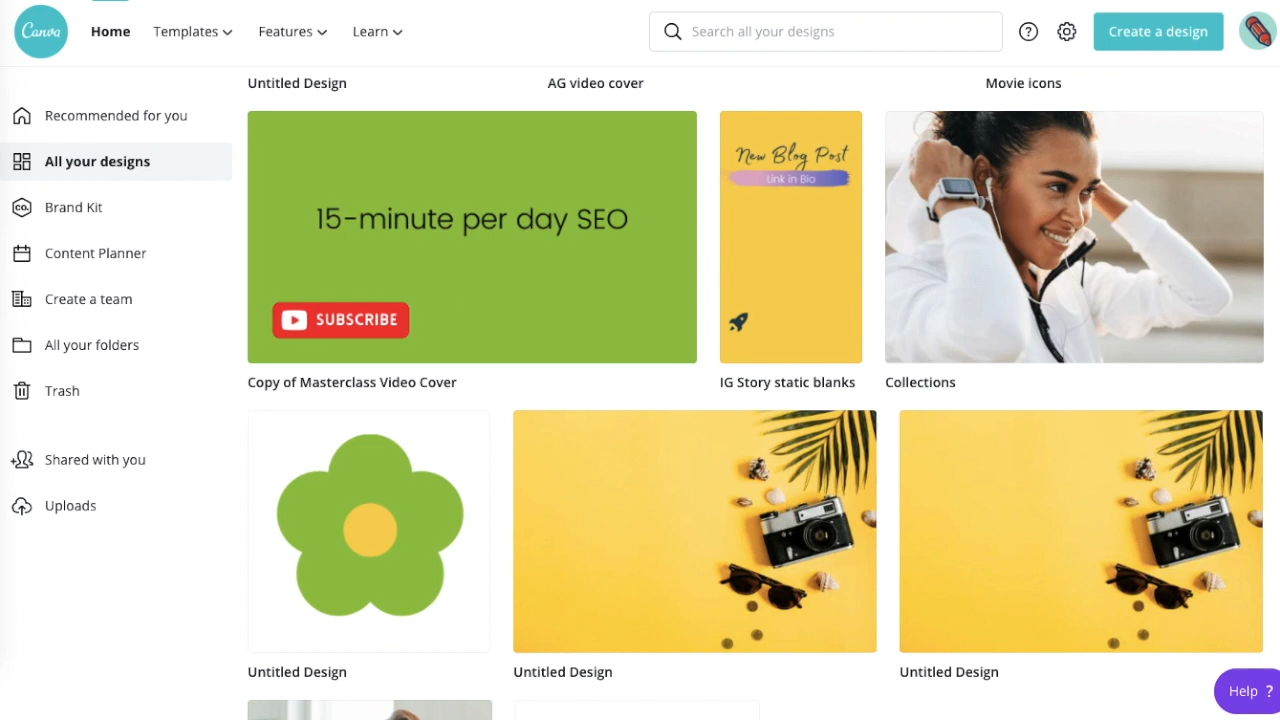 Canva
Home
Templates
Features
Learn
Search all your designs
?
Create a design
Recommended for you
All your designs
CO.
Brand Kit
Content Planner
Create a team
All your folders
Trash
Shared with you
Uploads
Untitled Design
AG video cover
Movie icons
15-minute per day SEO
SUBSCRIBE
New Blog Post
Link in Bio
Copy of Masterclass Video Cover
IG Story static blanks
Collections
Untitled Design
Untitled Design
Untitled Design
Help ?